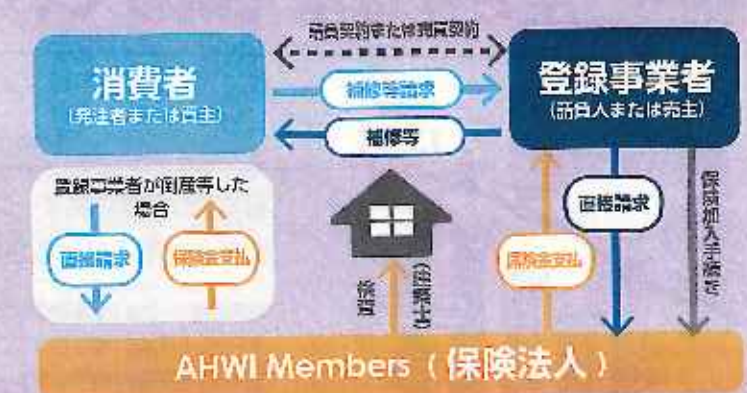 請負契約または売買契約
消費者
(発注者または買主)
補修等請求
補修等
登録事業者
(請負人または売主)
登録事業者が倒産等した
場合
直接請求
保険金支払
検査
(建築士)
保険金支払
直接請求
保険加入手続き
AHWI Members ( 保険法人 )